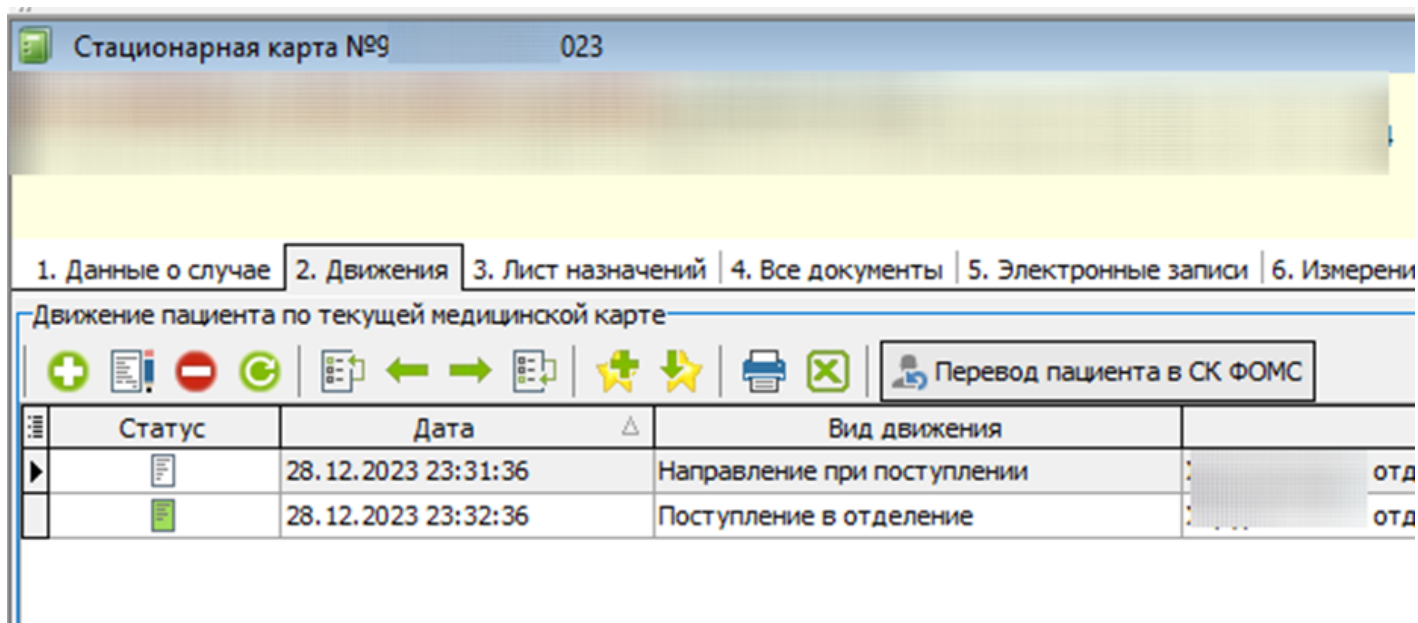 Стационарная карта №9 023
1. Данные о случае 2. Движения 3. Лист назначений 4. Все документы 5. Электронные записи 6. Измерени
Движение пациента по текущей медицинской карте
Перевод пациента в СК ФОМС
Статус Дата Вид движения
28.12.2023 23:31:36 Направление при поступлении отд
28.12.2023 23:32:36 Поступление в отделение отд